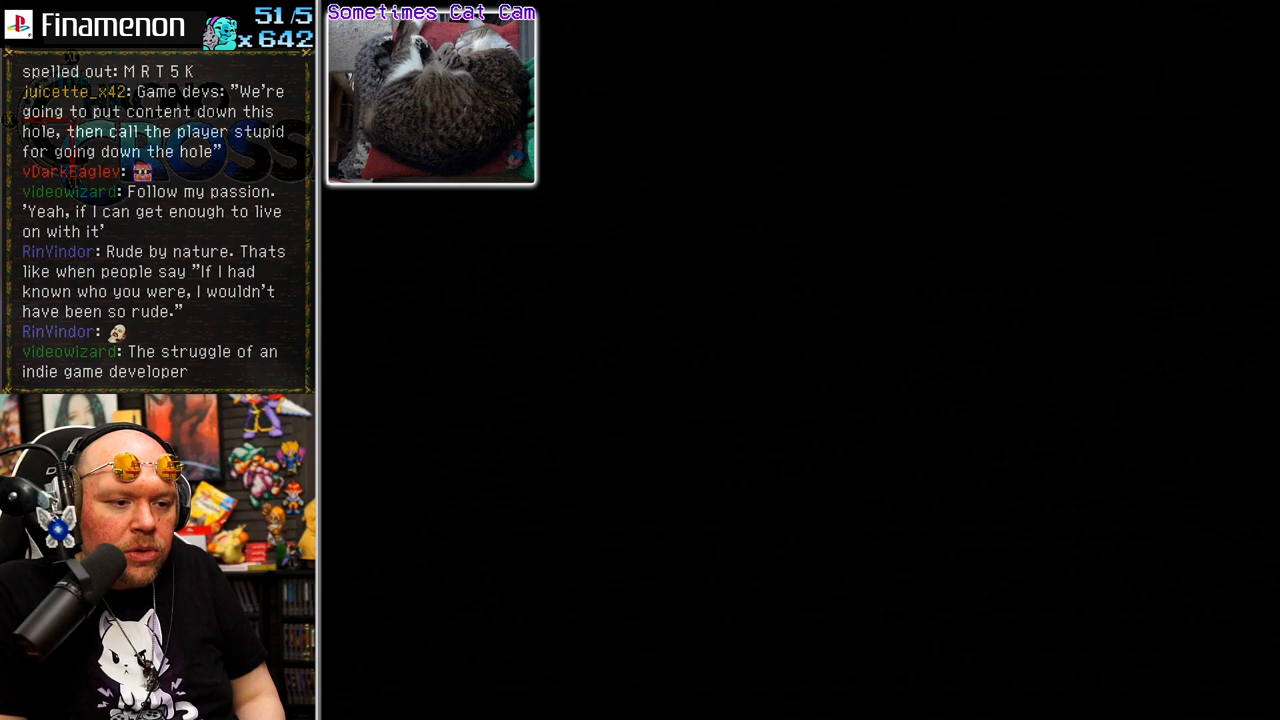 Finamenon
51/5
x642
Sometimes Cat Cam
spelled out: M R T 5 K
juicette_x42: Game devs: "We're
going to put content down this
hole, then call the player stupid
for going down the hole"
vDarkEaglev:
videowizard: Follow my passion.
'Yeah, if I can get enough to live
on with it'
RinVindor: Rude by nature. Thats
like when people say "If I had
known who you were, I wouldn't
have been so rude."
RinVindor:
videowizard: The struggle of an
indie game developer